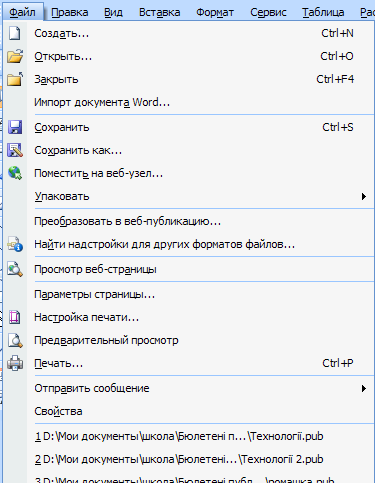 Файл Правка Вид Вставка Формат Сервис Таблица Рас
Создать... Ctrl+N
Открыть... Ctrl+O
Закрыть Ctrl+F4
Импорт документа Word...
Сохранить Ctrl+S
Сохранить как...
Поместить на веб-узел...
Упаковать
Преобразовать в веб-публикацию...
Найти надстройки для других форматов файлов...
Просмотр веб-страницы
Параметры страницы...
Настройка печати...
Предварительный просмотр
Печать... Ctrl+P
Отправить сообщение
Свойства
1 D:\Мои документы\школа\Бюлетені п...\Технології.pub
2 D:\Мои документы\школа\Бюлетені...\Технології 2.pub
3 D:\Мои документы\школа\Бюлетені публ...\ромашка.pub